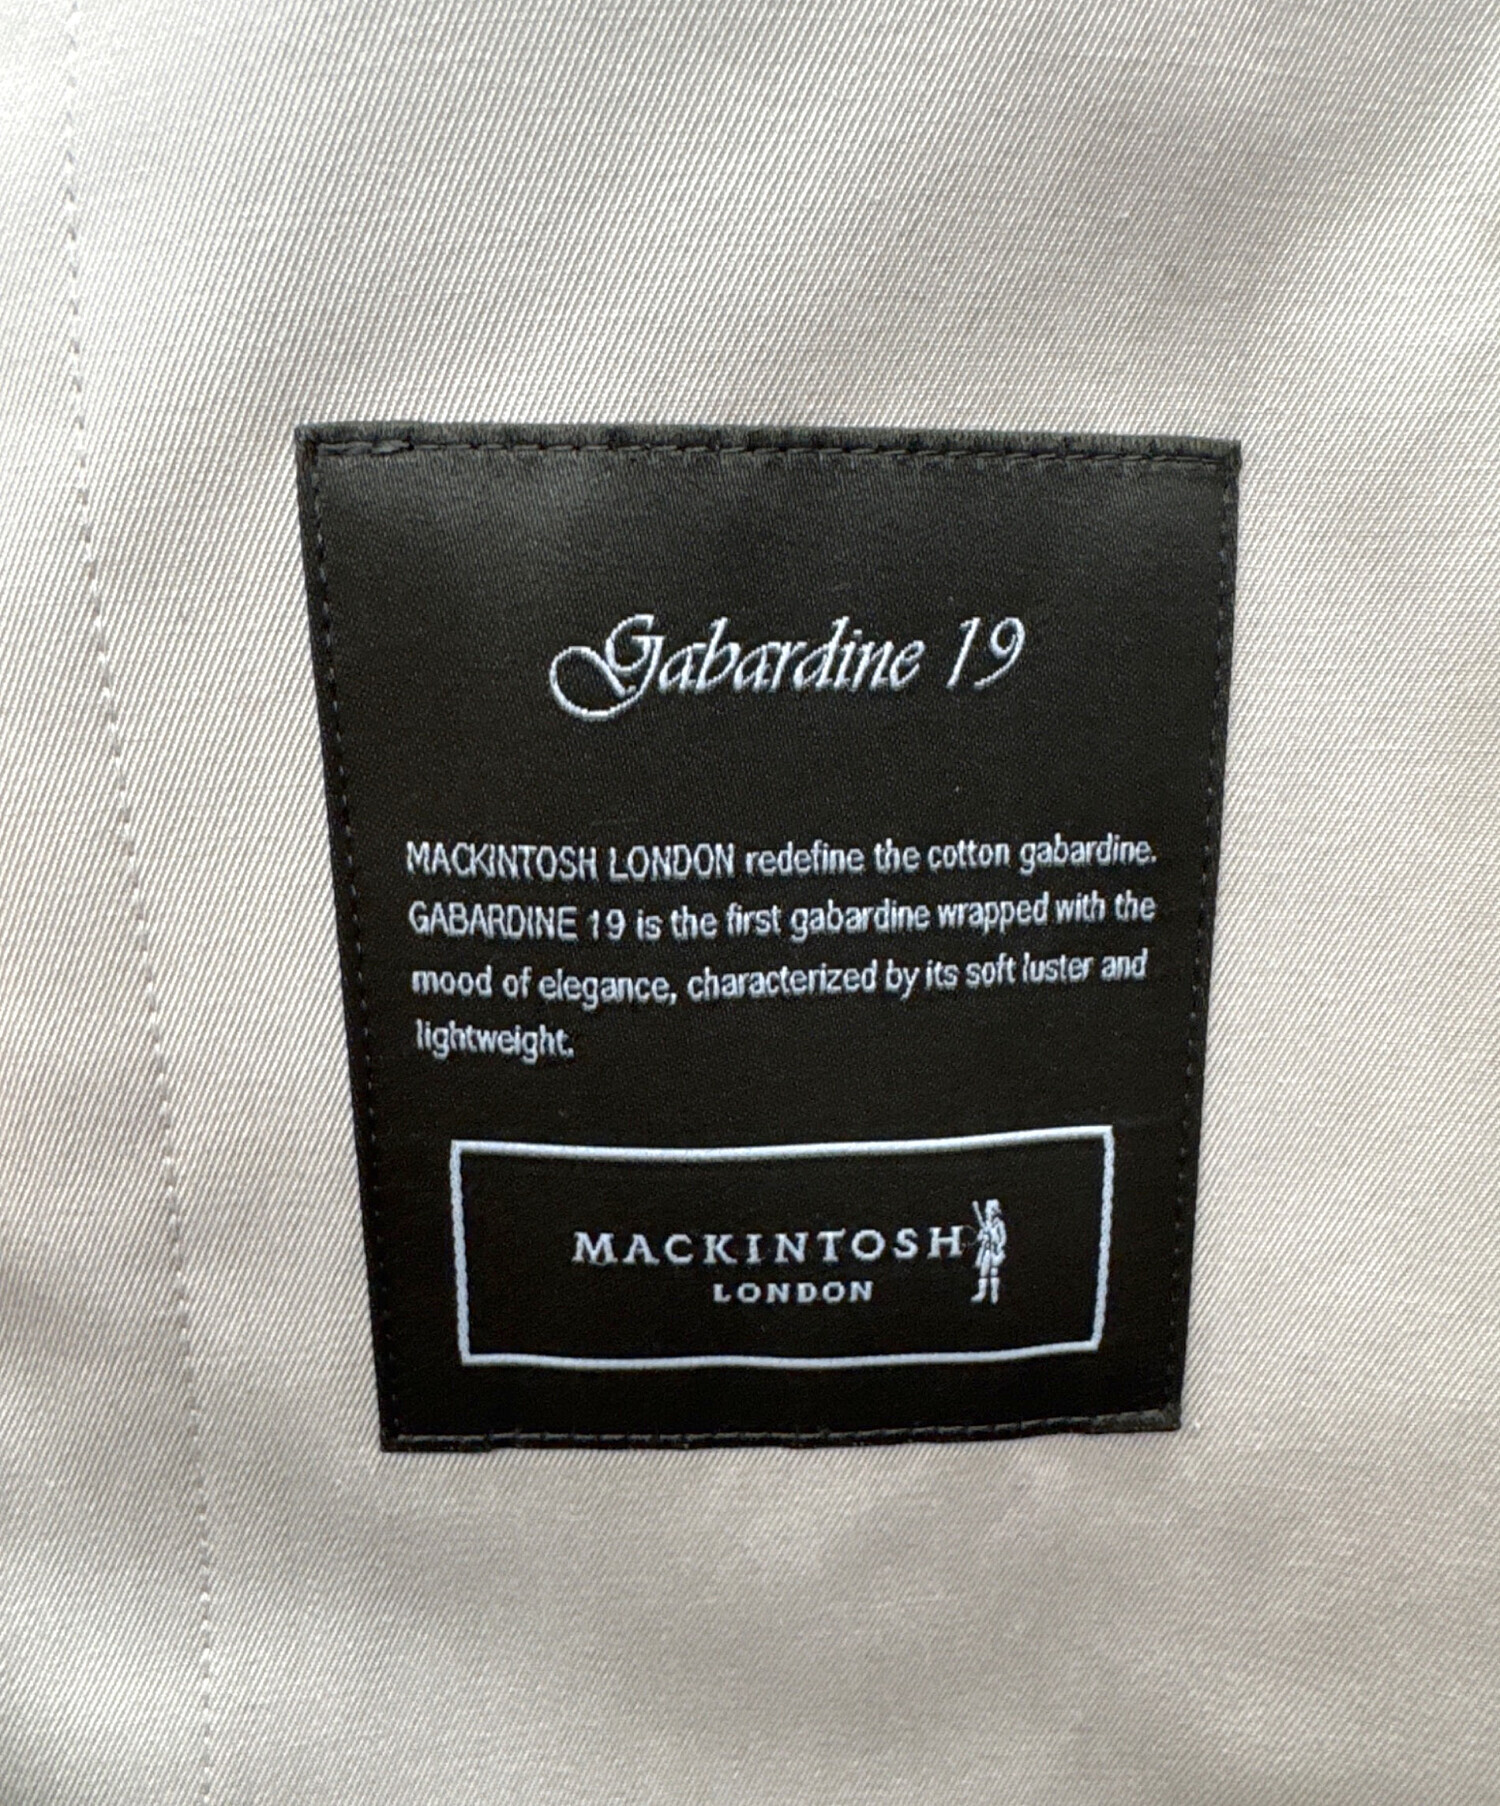 Gabardine 19
MACKINTOSH LONDON redefine the cotton gabardine.
GABARDINE 19 is the first gabardine wrapped with the
mood of elegance, characterized by its soft luster and
lightweight.
MACKINTOSH
LONDON